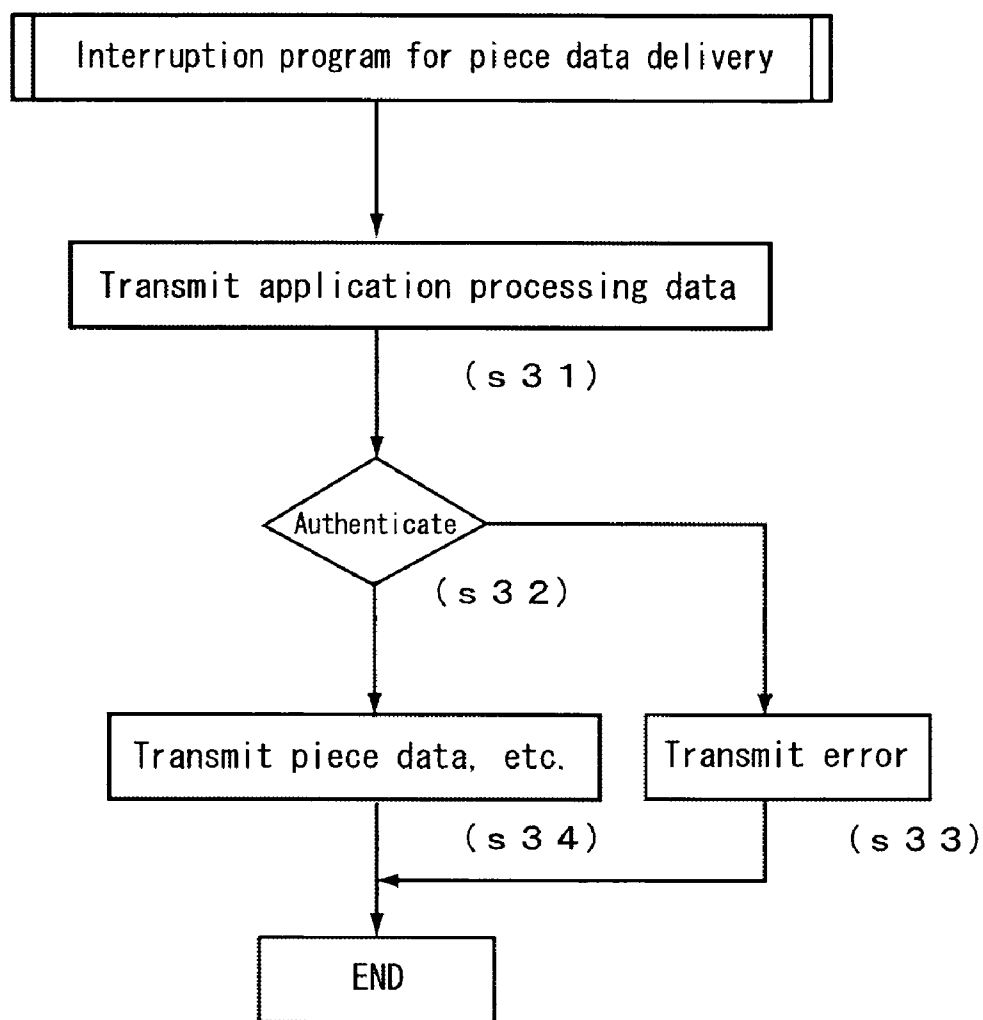 Interruption program for piece data delivery
Transmit application processing data
(s31)
Authenticate
(s32)
Transmit piece data, etc.
Transmit error
(s34)
(s33)
END